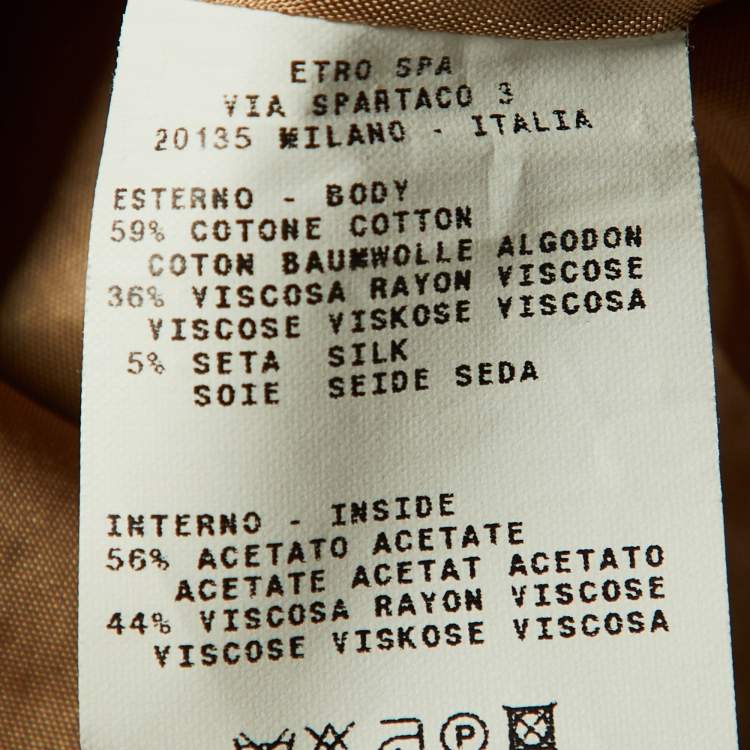 ETRO SPA
VIA SPARTACO 3
20135 MILANO - ITALIA
ESTERNO - BODY
59% COTONE COTTON
COTON BAUMWOLLE ALGODON
36% VISCOSA RAYON VISCOSE
VISCOSE VISKOSE VISCOSA
5% SETA SILK
SOIE SEIDE SEDA
INTERNO - INSIDE
56% ACETATO ACETATE
ACETATE ACETAT ACETATO
44% VISCOSA RAYON VISCOSE
VISCOSE VISKOSE VISCOSA
P